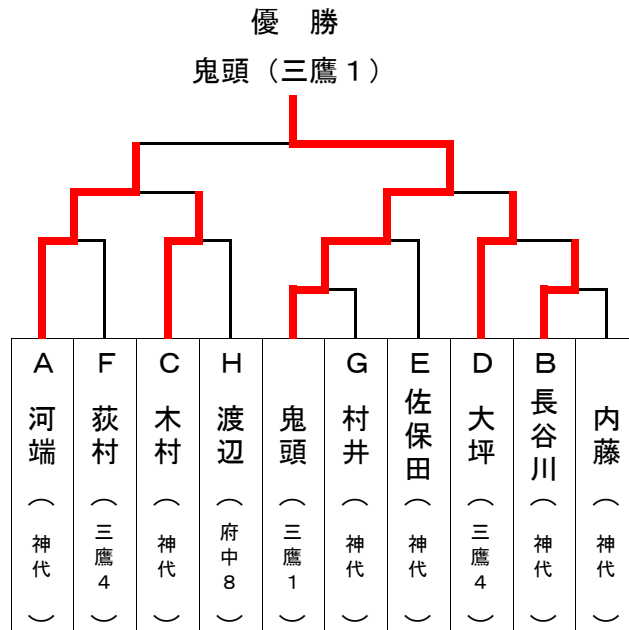 優　勝
鬼頭（三鷹１）
A 河端（神代）
F 荻村（三鷹4）
C 木村（神代）
H 渡辺（府中8）
鬼頭（三鷹1）
G 村井（神代）
E 佐保田（神代）
D 大坪（三鷹4）
B 長谷川（神代）
内藤（神代）